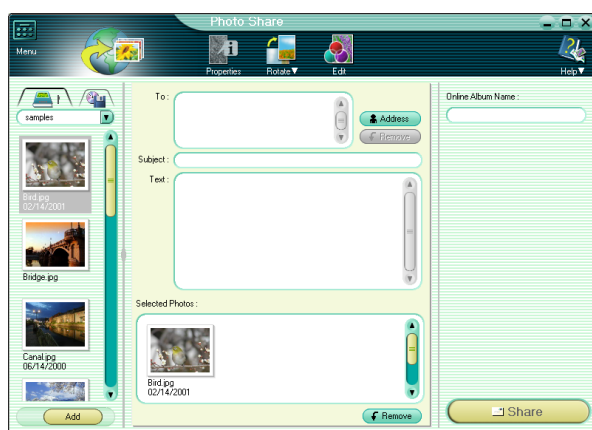 Photo Share
Menu
Properties
Rotate▼
Edit
Help▼
samples
Bird.jpg
02/14/2001
Bridge.jpg
Canal.jpg
06/14/2000
Add
To :
Address
Remove
Subject :
Text :
Selected Photos :
Bird.jpg
02/14/2001
Remove
Online Album Name :
Share